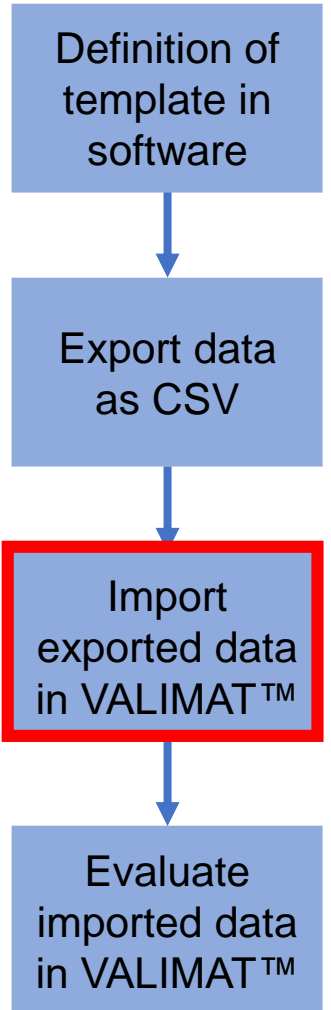 Definition of
template in
software
Export data
as CSV
Import
exported data
in VALIMAT™
Evaluate
imported data
in VALIMAT™